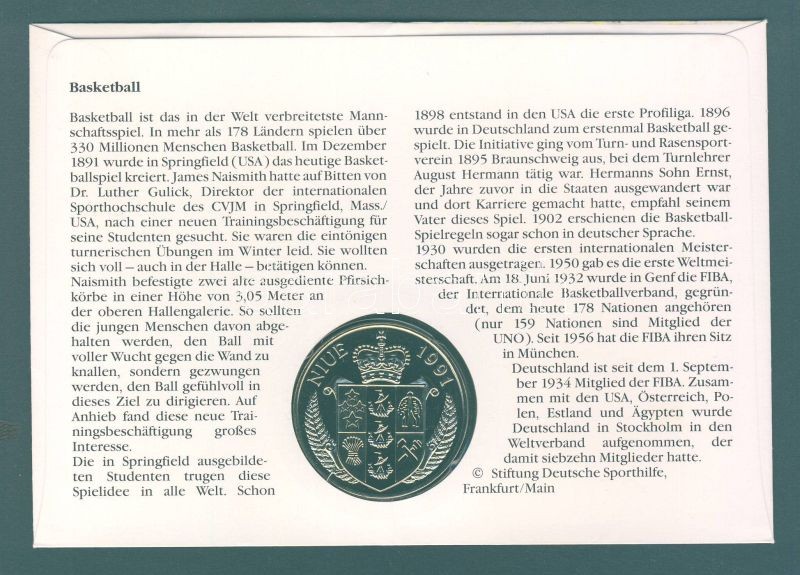 Basketball
Basketball ist das in der Welt verbreitetste Mann-
schaftsspiel. In mehr als 178 Ländern spielen über
330 Millionen Menschen Basketball. Im Dezember
1891 wurde in Springfield (USA) das heutige Basket-
ballspiel kreiert. James Naismith hatte auf Bitten von
Dr. Luther Gulick, Direktor der internationalen
Sporthochschule des CVJM in Springfield, Mass./
USA, nach einer neuen Trainingsbeschäftigung für
seine Studenten gesucht. Sie waren die eintönigen
turnerischen Übungen im Winter leid. Sie wollten
sich voll – auch in der Halle – betätigen können.
Naismith befestigte zwei alte ausgediente Pfirsich-
körbe in einer Höhe von 3,05 Meter an
der oberen Hallengalerie. So sollten
die jungen Menschen davon abge-
halten werden, den Ball mit
voller Wucht gegen die Wand zu
knallen, sondern gezwungen
werden, den Ball gefühlvoll in
dieses Ziel zu dirigieren. Auf
Anhieb fand diese neue Trai-
ningsbeschäftigung großes
Interesse.
Die in Springfield ausgebilde-
ten Studenten trugen diese
Spielidee in alle Welt. Schon
1898 entstand in den USA die erste Profiliga. 1896
wurde in Deutschland zum erstenmal Basketball ge-
spielt. Die Initiative ging vom Turn- und Rasensport-
verein 1895 Braunschweig aus, bei dem Turnlehrer
August Hermann tätig war. Hermanns Sohn Ernst,
der Jahre zuvor in die Staaten ausgewandert war
und dort Karriere gemacht hatte, empfahl seinem
Vater dieses Spiel. 1902 erschienen die Basketball-
Spielregeln sogar schon in deutscher Sprache.
1930 wurden die ersten internationalen Meister-
schaften ausgetragen. 1950 gab es die erste Weltmei-
sterschaft. Am 18. Juni 1932 wurde in Genf die FIBA,
der Internationale Basketballverband, gegrün-
det, dem heute 178 Nationen angehören
(nur 159 Nationen sind Mitglied der
UNO). Seit 1956 hat die FIBA ihren Sitz
in München.
Deutschland ist seit dem 1. Septem-
ber 1934 Mitglied der FIBA. Zusam-
men mit den USA, Österreich, Po-
len, Estland und Ägypten wurde
Deutschland in Stockholm in den
Weltverband aufgenommen, der
damit siebzehn Mitglieder hatte.
© Stiftung Deutsche Sporthilfe,
Frankfurt/Main
NIUE 1991